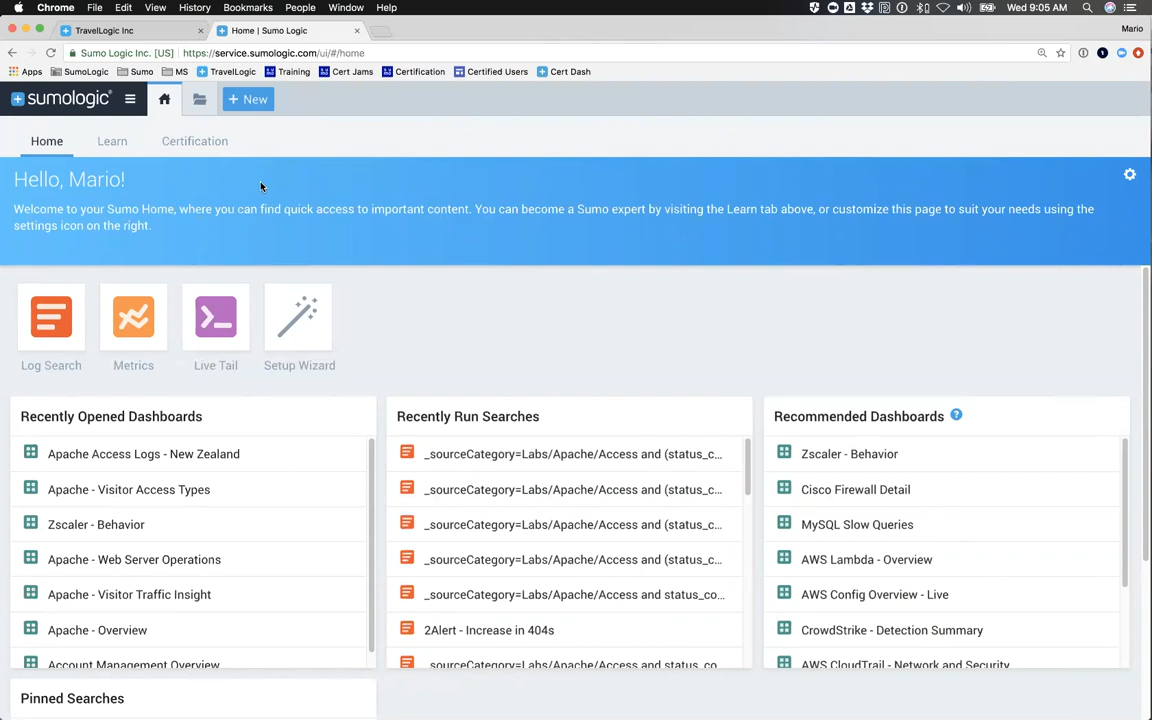 Chrome File Edit View History Bookmarks People Window Help Wed 9:05 AM
TravelLogic Inc Home | Sumo Logic Mario
Sumo Logic Inc. [US] https://service.sumologic.com/ui/#/home
Apps SumoLogic Sumo MS TravelLogic Training Cert Jams Certification Certified Users Cert Dash
sumologic + New
Home Learn Certification
Hello, Mario!
Welcome to your Sumo Home, where you can find quick access to important content. You can become a Sumo expert by visiting the Learn tab above, or customize this page to suit your needs using the
settings icon on the right.
Log Search Metrics Live Tail Setup Wizard
Recently Opened Dashboards
Apache Access Logs - New Zealand
Apache - Visitor Access Types
Zscaler - Behavior
Apache - Web Server Operations
Apache - Visitor Traffic Insight
Apache - Overview
Account Management Overview
Recently Run Searches
_sourceCategory=Labs/Apache/Access and (status_c...
_sourceCategory=Labs/Apache/Access and (status_c...
_sourceCategory=Labs/Apache/Access and (status_c...
_sourceCategory=Labs/Apache/Access and (status_c...
_sourceCategory=Labs/Apache/Access and status_co...
2Alert - Increase in 404s
_sourceCategory=Labs/Apache/Access and status_co...
Recommended Dashboards ?
Zscaler - Behavior
Cisco Firewall Detail
MySQL Slow Queries
AWS Lambda - Overview
AWS Config Overview - Live
CrowdStrike - Detection Summary
AWS CloudTrail - Network and Security
Pinned Searches